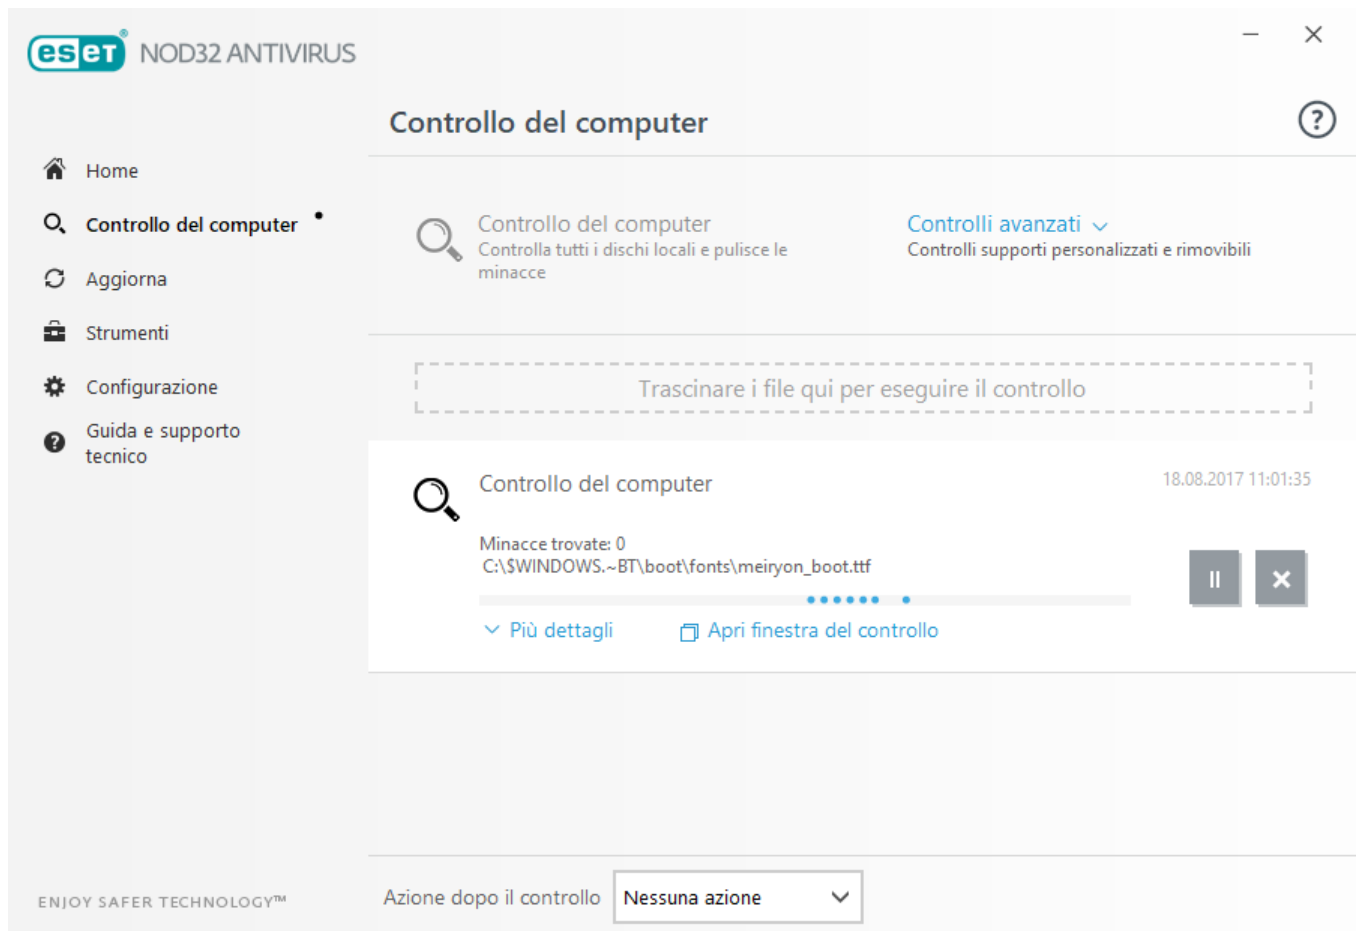 eset® NOD32 ANTIVIRUS
Controllo del computer
Home
Controllo del computer
Aggiorna
Strumenti
Configurazione
Guida e supporto
tecnico
Controllo del computer
Controlla tutti i dischi locali e pulisce le
minacce
Controlli avanzati
Controlli supporti personalizzati e rimovibili
Trascinare i file qui per eseguire il controllo
Controllo del computer
18.08.2017 11:01:35
Minacce trovate: 0
C:\$WINDOWS.~BT\boot\fonts\meiryon_boot.ttf
Più dettagli
Apri finestra del controllo
Azione dopo il controllo
Nessuna azione
ENJOY SAFER TECHNOLOGY™